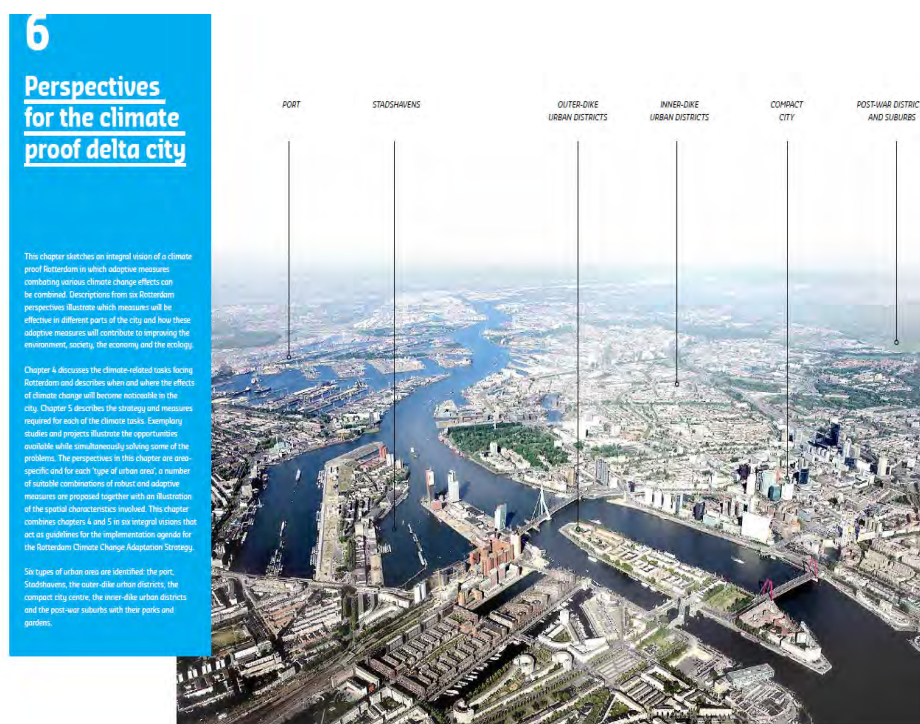 6
Perspectives
for the climate
proof delta city
This chapter sketches an integral vision of a climate
proof Rotterdam in which adaptive measures
combating various climate change effects can
be combined. Descriptions from six Rotterdam
perspectives illustrate which measures will be
effective in different parts of the city and how these
adaptive measures will contribute to improving the
environment, society, the economy and the ecology.
Chapter 4 discusses the climate-related tasks facing
Rotterdam and describes when and where the effects
of climate change will become noticeable in the
city. Chapter 5 describes the strategy and measures
required for each of the climate tasks. Exemplary
studies and projects illustrate the opportunities
available while simultaneously solving some of the
problems. The perspectives in this chapter are area-
specific and for each 'type of urban area', a number
of suitable combinations of robust and adaptive
measures are proposed together with an illustration
of the spatial characteristics involved. This chapter
combines chapters 4 and 5 in six integral visions that
act as guidelines for the implementation agenda for
the Rotterdam Climate Change Adaptation Strategy.
Six types of urban area are identified: the port,
Stadshavens, the outer-dike urban districts, the
compact city centre, the inner-dike urban districts
and the post-war suburbs with their parks and
gardens.
PORT
STADSHAVENS
OUTER-DIKE
URBAN DISTRICTS
INNER-DIKE
URBAN DISTRICTS
COMPACT
CITY
POST-WAR DISTRIC
AND SUBURBS